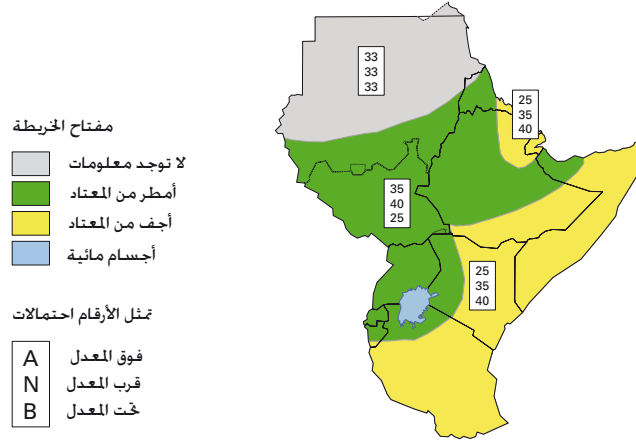 مفتاح الخريطة
لا توجد معلومات
أمطر من المعتاد
أجف من المعتاد
أجسام مائية
تمثل الأرقام احتمالات
A فوق المعدل
N قرب المعدل
B تحت المعدل
33
33
33
25
35
40
35
40
25
25
35
40